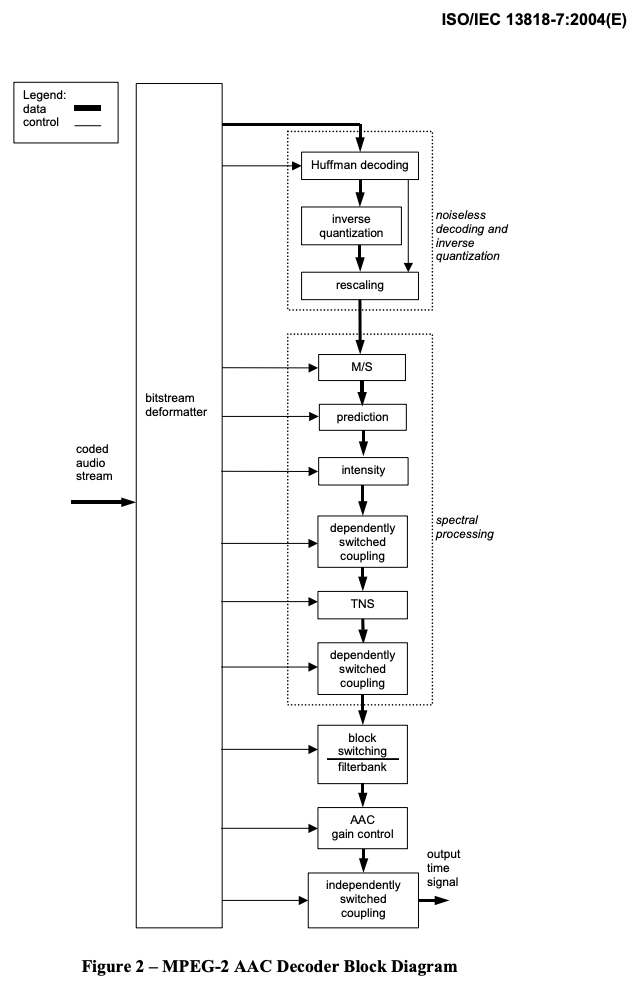 ISO/IEC 13818-7:2004(E)
Legend:
data
control
Huffman decoding
inverse
quantization
rescaling
noiseless
decoding and
inverse
quantization
bitstream
deformatter
coded
audio
stream
M/S
prediction
intensity
dependently
switched
coupling
TNS
dependently
switched
coupling
spectral
processing
block
switching
filterbank
AAC
gain control
independently
switched
coupling
output
time
signal
Figure 2 – MPEG-2 AAC Decoder Block Diagram